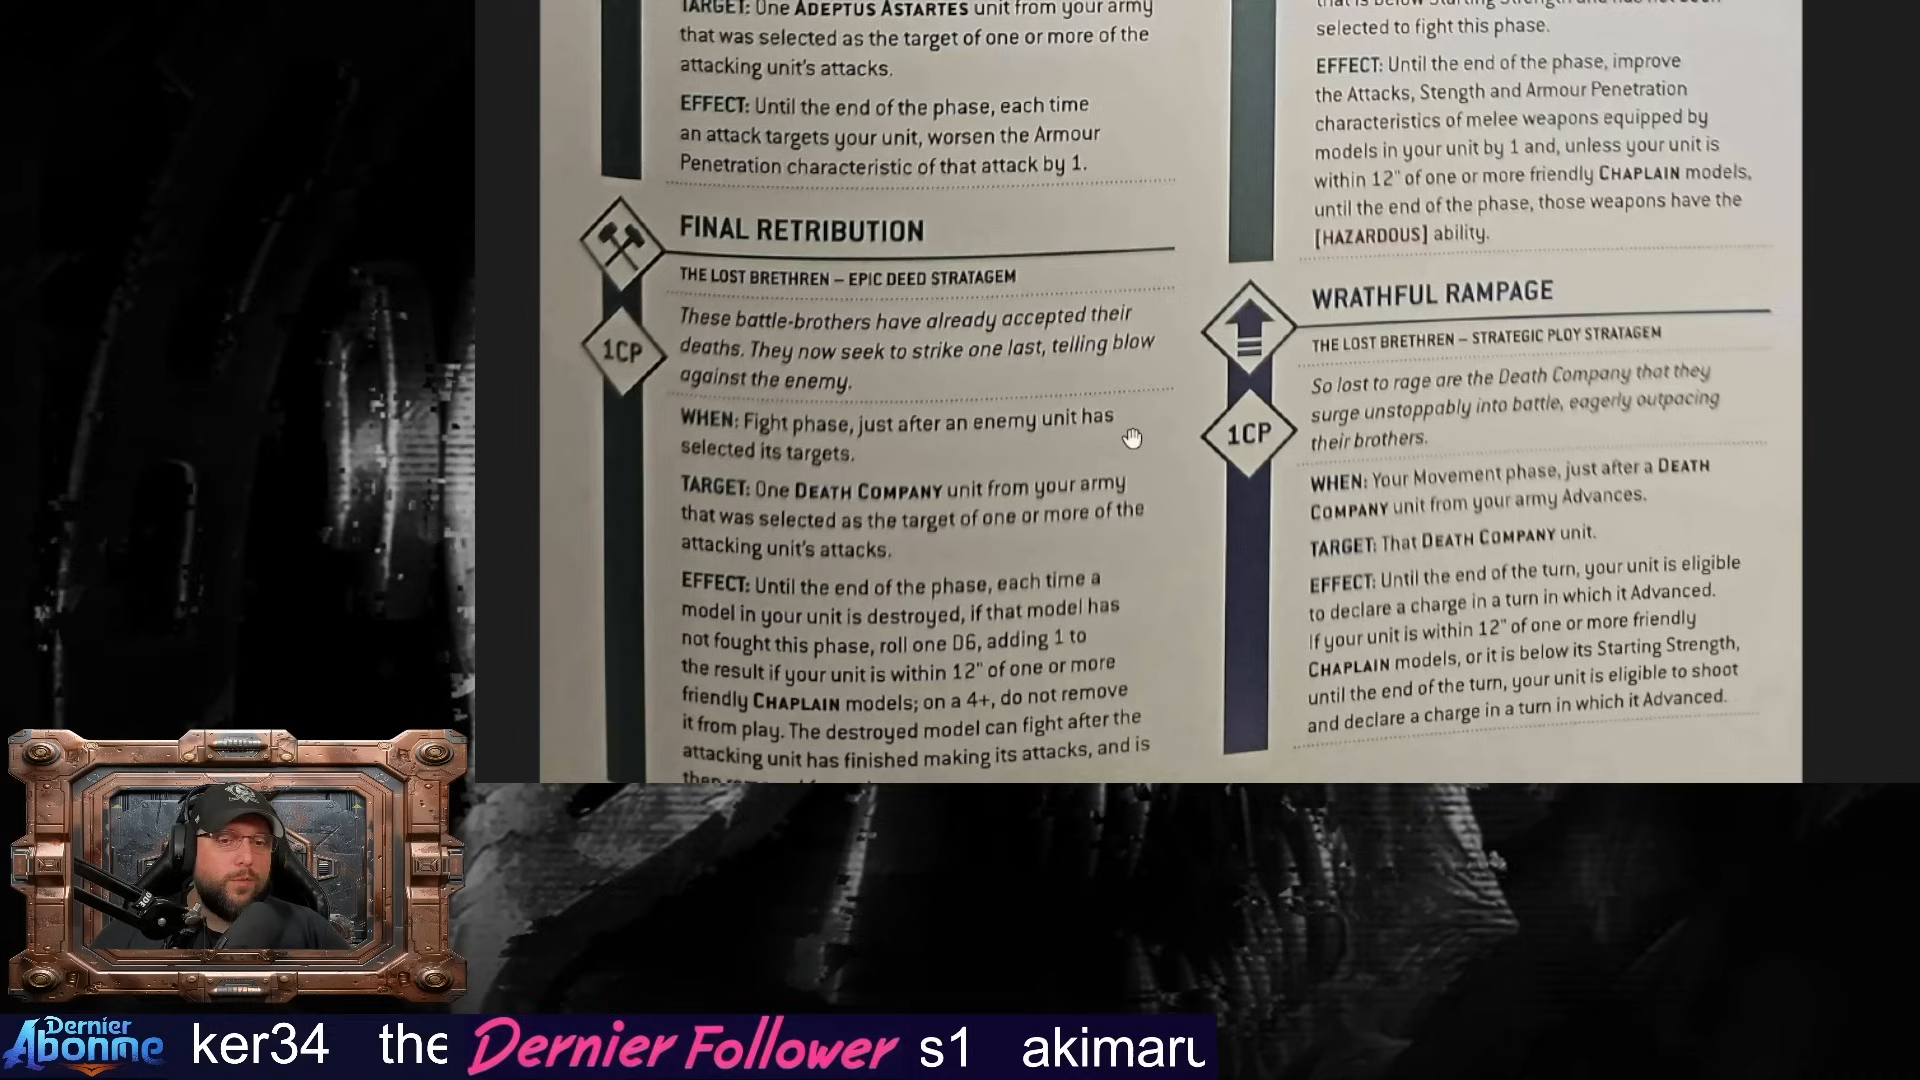 TARGET: One ADEPTUS ASTARTES unit from your army
that was selected as the target of one or more of the
attacking unit's attacks.
EFFECT: Until the end of the phase, each time
an attack targets your unit, worsen the Armour
Penetration characteristic of that attack by 1.
FINAL RETRIBUTION
THE LOST BRETHREN – EPIC DEED STRATAGEM
1CP
These battle-brothers have already accepted their
deaths. They now seek to strike one last, telling blow
against the enemy.
WHEN: Fight phase, just after an enemy unit has
selected its targets.
TARGET: One DEATH COMPANY unit from your army
that was selected as the target of one or more of the
attacking unit's attacks.
EFFECT: Until the end of the phase, each time a
model in your unit is destroyed, if that model has
not fought this phase, roll one D6, adding 1 to
the result if your unit is within 12" of one or more
friendly CHAPLAIN models; on a 4+, do not remove
it from play. The destroyed model can fight after the
attacking unit has finished making its attacks, and is
then
selected to fight this phase.
EFFECT: Until the end of the phase, improve
the Attacks, Stength and Armour Penetration
characteristics of melee weapons equipped by
models in your unit by 1 and, unless your unit is
within 12" of one or more friendly CHAPLAIN models,
until the end of the phase, those weapons have the
[HAZARDOUS] ability.
WRATHFUL RAMPAGE
THE LOST BRETHREN – STRATEGIC PLOY STRATAGEM
1CP
So lost to rage are the Death Company that they
surge unstoppably into battle, eagerly outpacing
their brothers.
WHEN: Your Movement phase, just after a DEATH
COMPANY unit from your army Advances.
TARGET: That DEATH COMPANY unit.
EFFECT: Until the end of the turn, your unit is eligible
to declare a charge in a turn in which it Advanced.
If your unit is within 12" of one or more friendly
CHAPLAIN models, or it is below its Starting Strength,
until the end of the turn, your unit is eligible to shoot
and declare a charge in a turn in which it Advanced.
Dernier
Abonné ker34 the Dernier Follower s1 akimaru